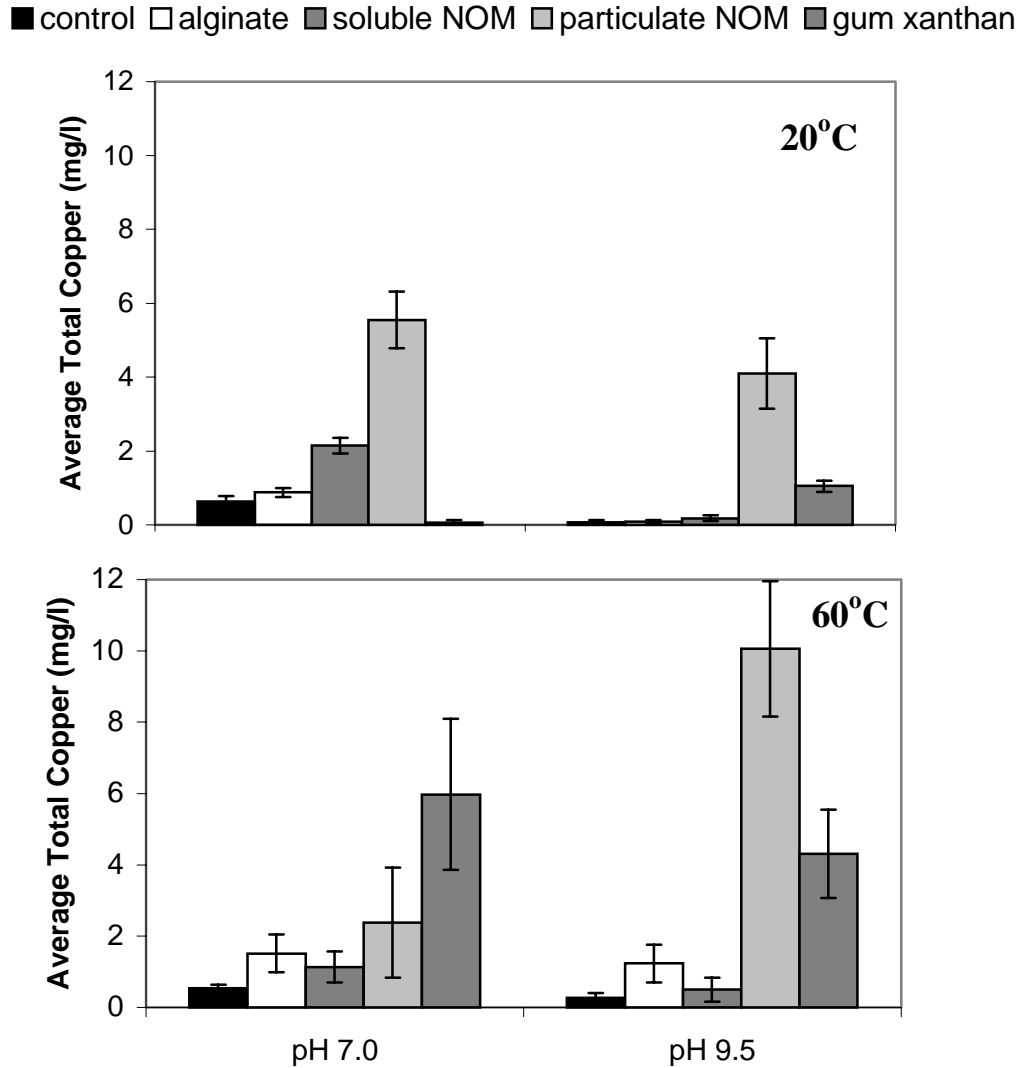 control alginate soluble NOM particulate NOM gum xanthan
12
10
8
6
4
2
0
Average Total Copper (mg/l)
20°C
12
10
8
6
4
2
0
Average Total Copper (mg/l)
60°C
pH 7.0 pH 9.5